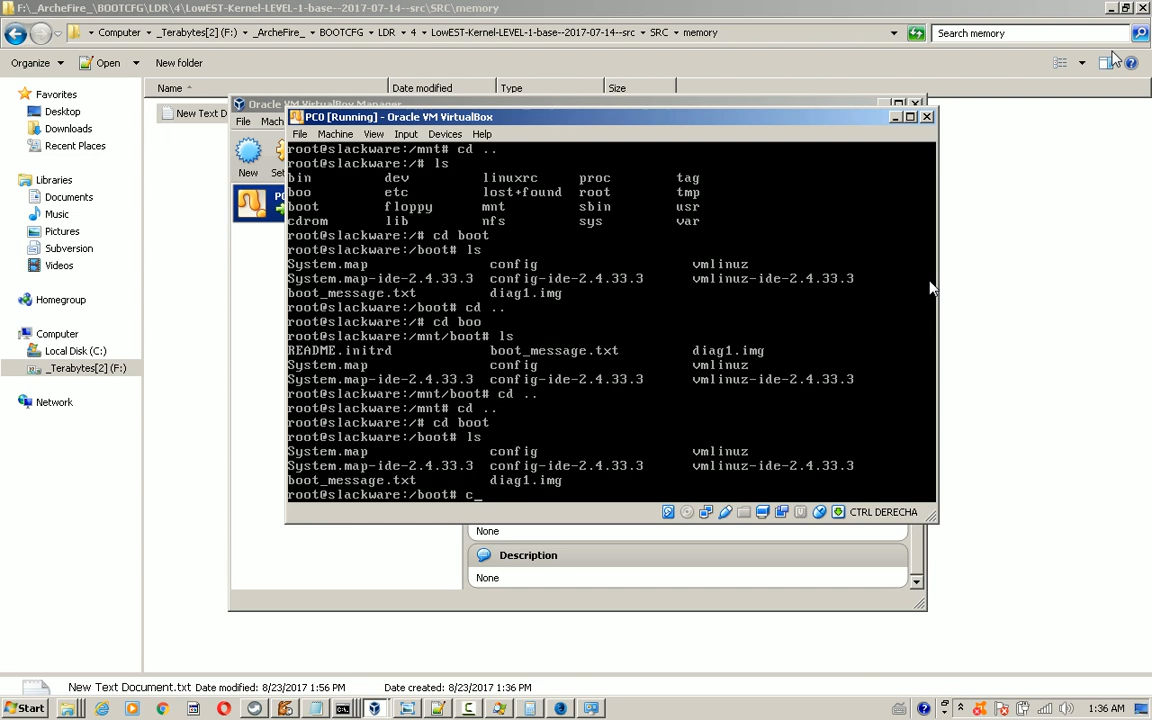 F:\_ArcheFire_\BOOTCFG\LDR\4\LowEST-Kernel-LEVEL-1-base--2017-07-14--src\SRC\memory
Computer _Terabytes[2] (F:) _ArcheFire_ BOOTCFG LDR 4 LowEST-Kernel-LEVEL-1-base--2017-07-14--src SRC memory
Search memory
Organize Open New folder
Favorites
Desktop
Downloads
Recent Places
Libraries
Documents
Music
Pictures
Subversion
Videos
Homegroup
Computer
Local Disk (C:)
_Terabytes[2] (F:)
Network
Name Date modified Type Size
New Text D
Oracle VM VirtualBox Manager
File Mach
New Set
PC
PC0 [Running] - Oracle VM VirtualBox
File Machine View Input Devices Help
root@slackware:/mnt# cd ..
root@slackware:/# ls
bin dev linuxrc proc tag
boo etc lost+found root tmp
boot floppy mnt sbin usr
cdrom lib nfs sys var
root@slackware:/# cd boot
root@slackware:/boot# ls
System.map config vmlinuz
System.map-ide-2.4.33.3 config-ide-2.4.33.3 vmlinuz-ide-2.4.33.3
boot_message.txt diag1.img
root@slackware:/boot# cd ..
root@slackware:/# cd boo
root@slackware:/mnt/boot# ls
README.initrd boot_message.txt diag1.img
System.map config vmlinuz
System.map-ide-2.4.33.3 config-ide-2.4.33.3 vmlinuz-ide-2.4.33.3
root@slackware:/mnt/boot# cd ..
root@slackware:/mnt# cd ..
root@slackware:/# cd boot
root@slackware:/boot# ls
System.map config vmlinuz
System.map-ide-2.4.33.3 config-ide-2.4.33.3 vmlinuz-ide-2.4.33.3
boot_message.txt diag1.img
root@slackware:/boot# c_
CTRL DERECHA
None
Description
None
New Text Document.txt Date modified: 8/23/2017 1:56 PM Date created: 8/23/2017 1:36 PM
Start
1:36 AM